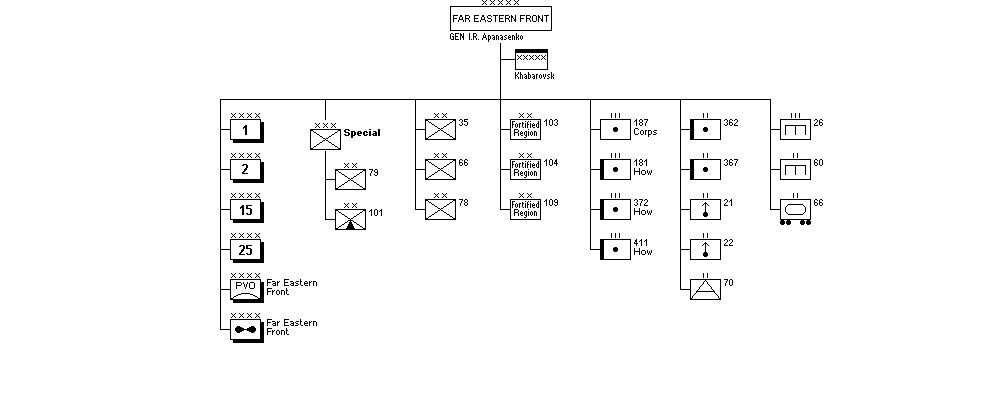 XXXXX
FAR EASTERN FRONT
GEN I.R. Apanasenko
XXXXX
Khabarovsk
XXXX
1
XXXX
2
XXXX
15
XXXX
25
XXXX
PVO
Far Eastern
Front
XXXX
Far Eastern
Front
XXX
Special
XX
79
XX
101
XX
35
XX
66
XX
78
XX
Fortified
Region
103
XX
Fortified
Region
104
XX
Fortified
Region
109
III
187
Corps
III
181
How
III
372
How
III
411
How
II
362
II
367
II
21
II
22
II
70
III
26
II
60
II
66